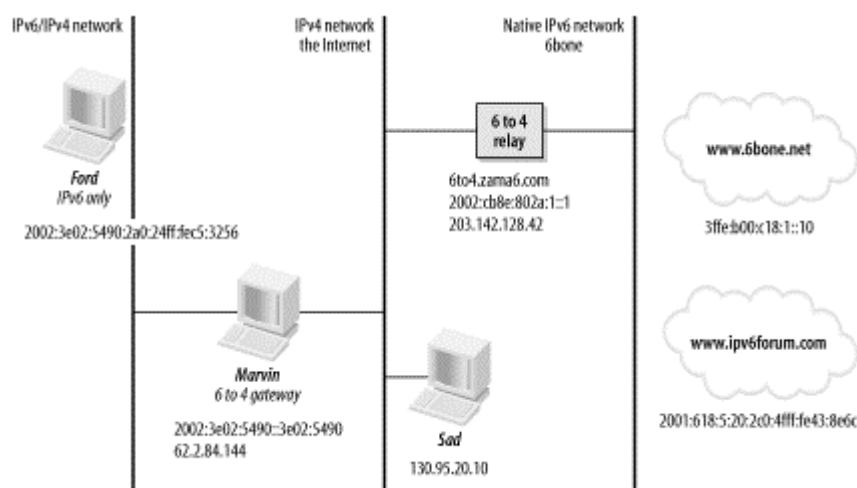 IPv6/IPv4 network
IPv4 network
the Internet
Native IPv6 network
6bone
Ford
IPv6 only
2002:3e02:5490:2a0:24ff:fec5:3256
6 to 4
relay
6to4.zama6.com
2002:cb8e:802a:1::1
203.142.128.42
www.6bone.net
3ffe:b00:c18:1::10
Marvin
6 to 4 gateway
2002:3e02:5490::3e02:5490
62.2.84.144
Sad
130.95.20.10
www.ipv6forum.com
2001:618:5:20:2c0:4fff:fe43:8e6c